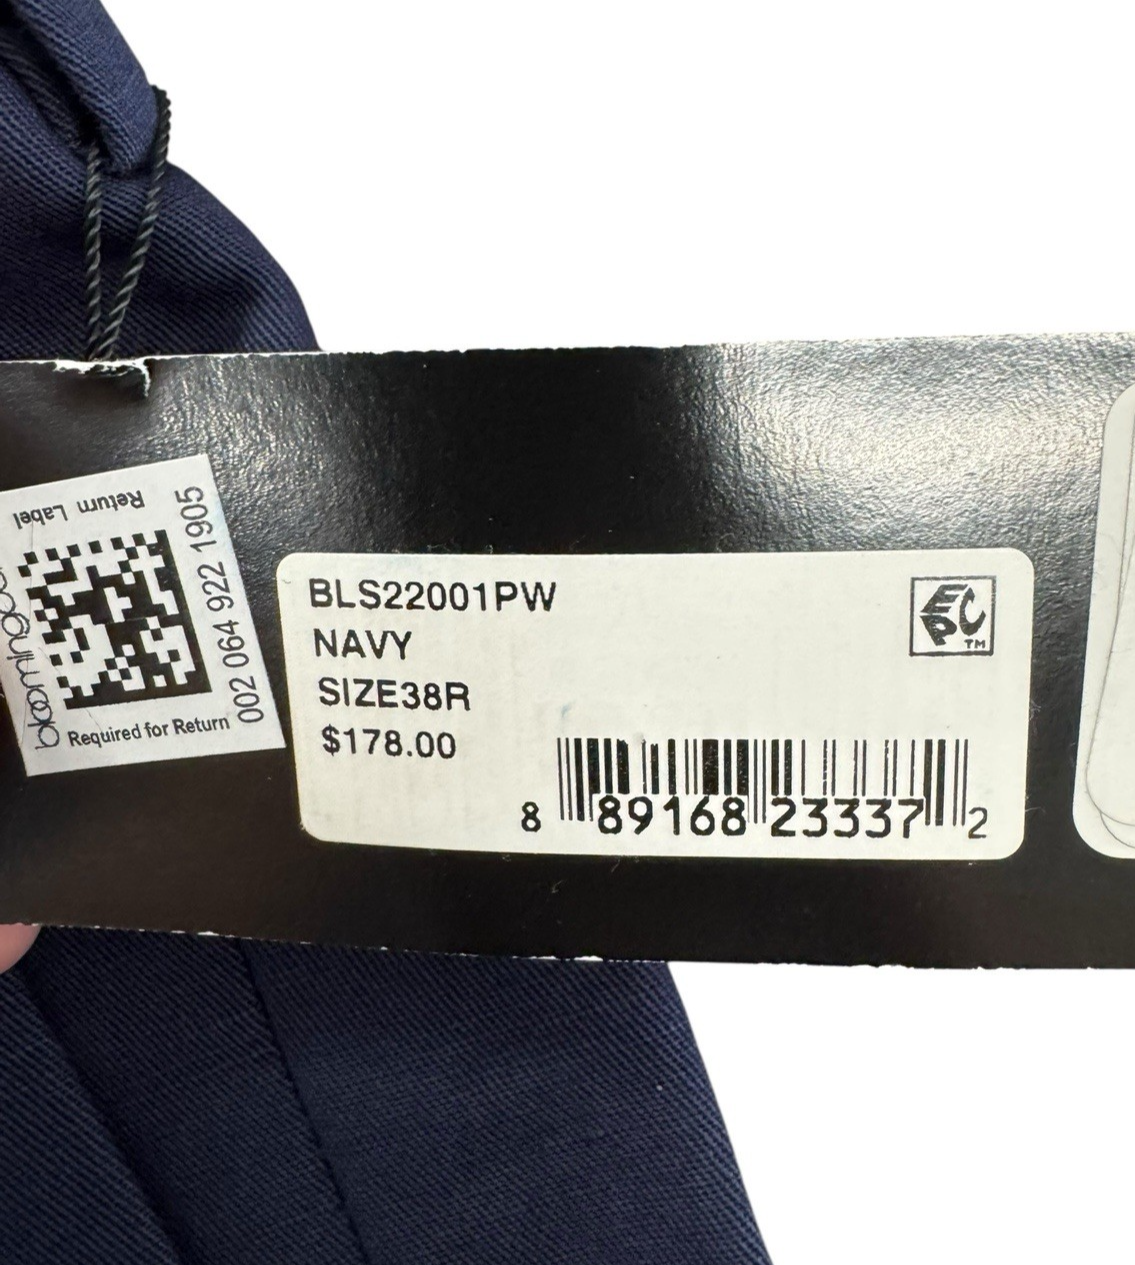 Return Label
Required for Return
002 064 922 1905
BLS22001PW
NAVY
SIZE38R
$178.00
EPC
TM
8 89168 23337 2